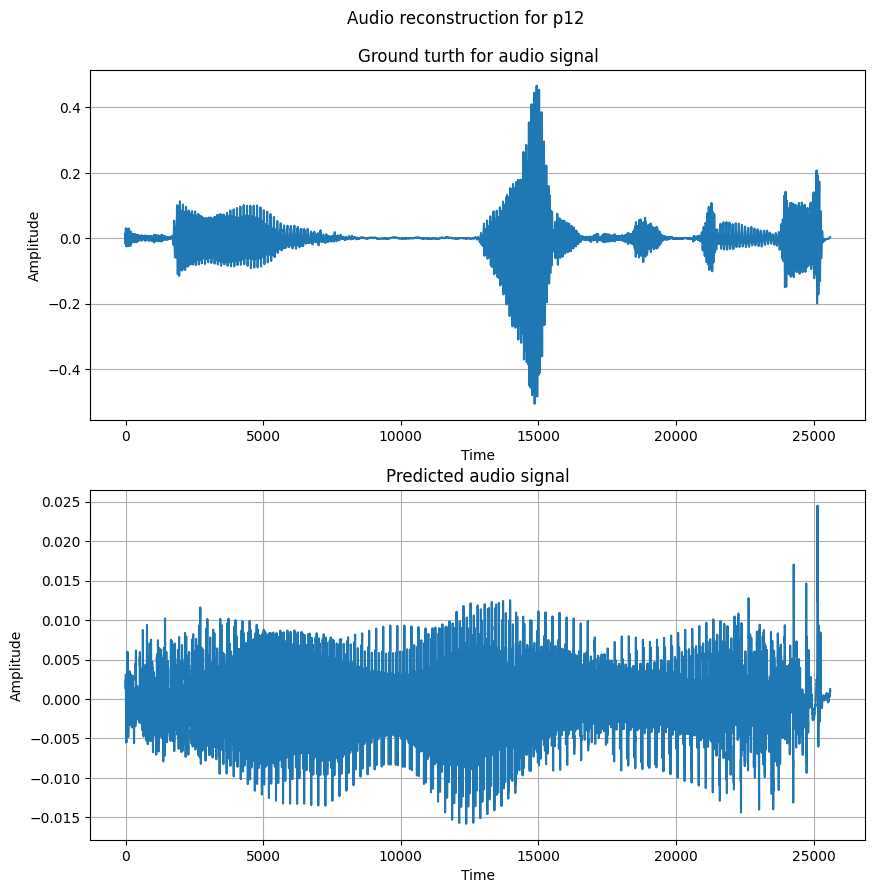 Audio reconstruction for p12
Ground turth for audio signal
0.4
0.2
0.0
−0.2
−0.4
Amplitude
0 5000 10000 15000 20000 25000
Time
Predicted audio signal
0.025
0.020
0.015
0.010
0.005
0.000
−0.005
−0.010
−0.015
Amplitude
0 5000 10000 15000 20000 25000
Time